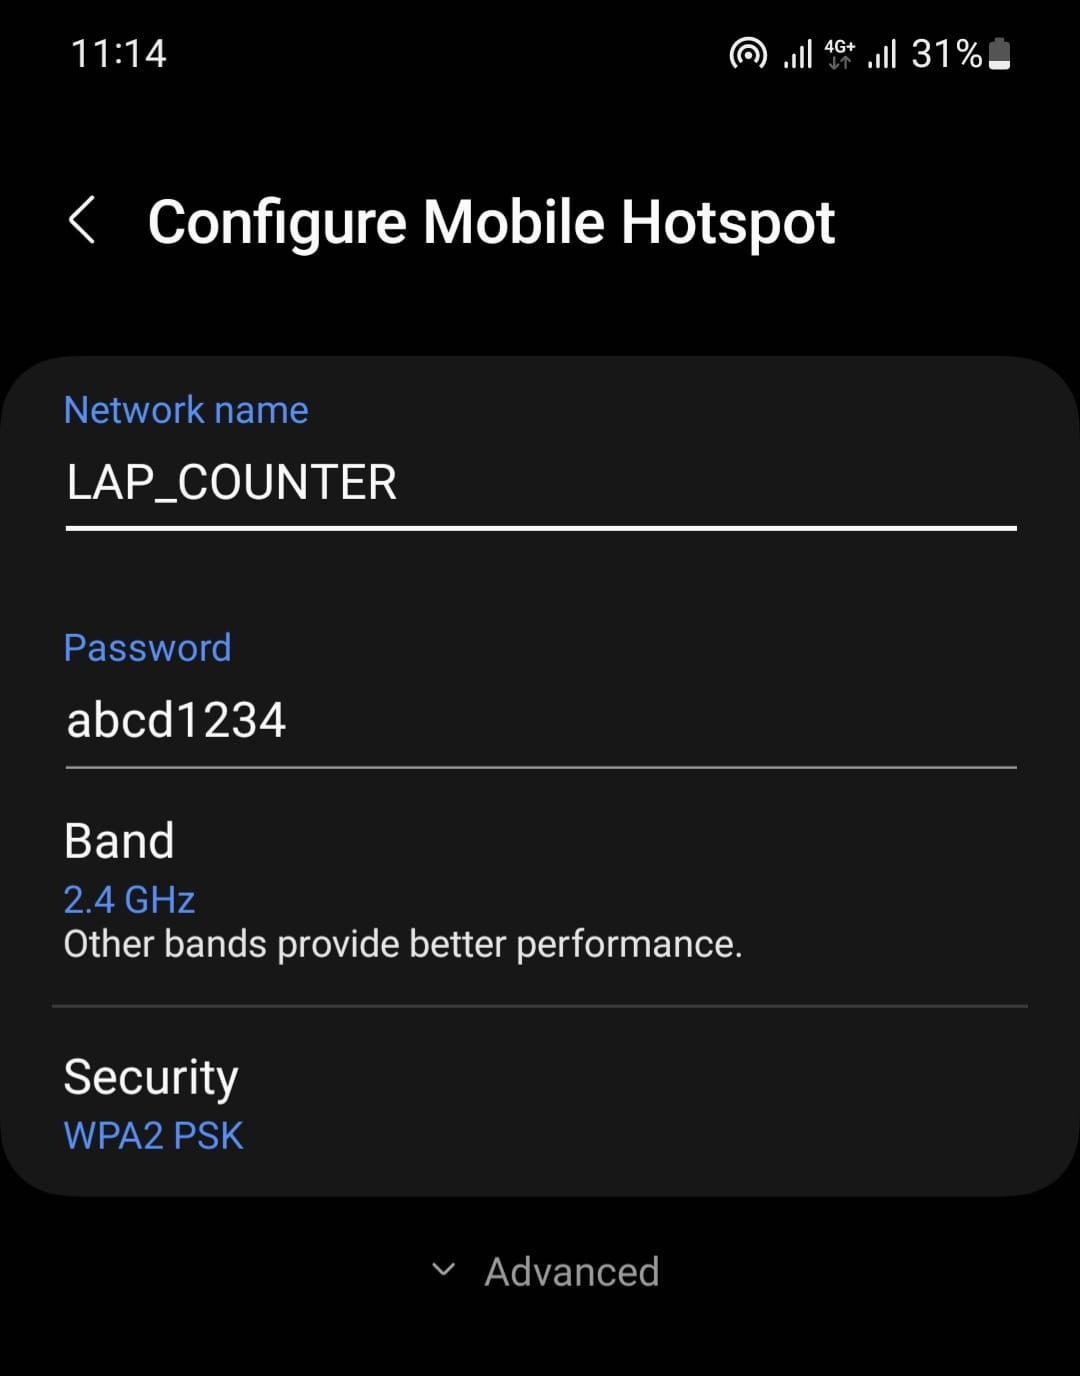 11:14 4G+ 31%
Configure Mobile Hotspot
Network name
LAP_COUNTER
Password
abcd1234
Band
2.4 GHz
Other bands provide better performance.
Security
WPA2 PSK
Advanced